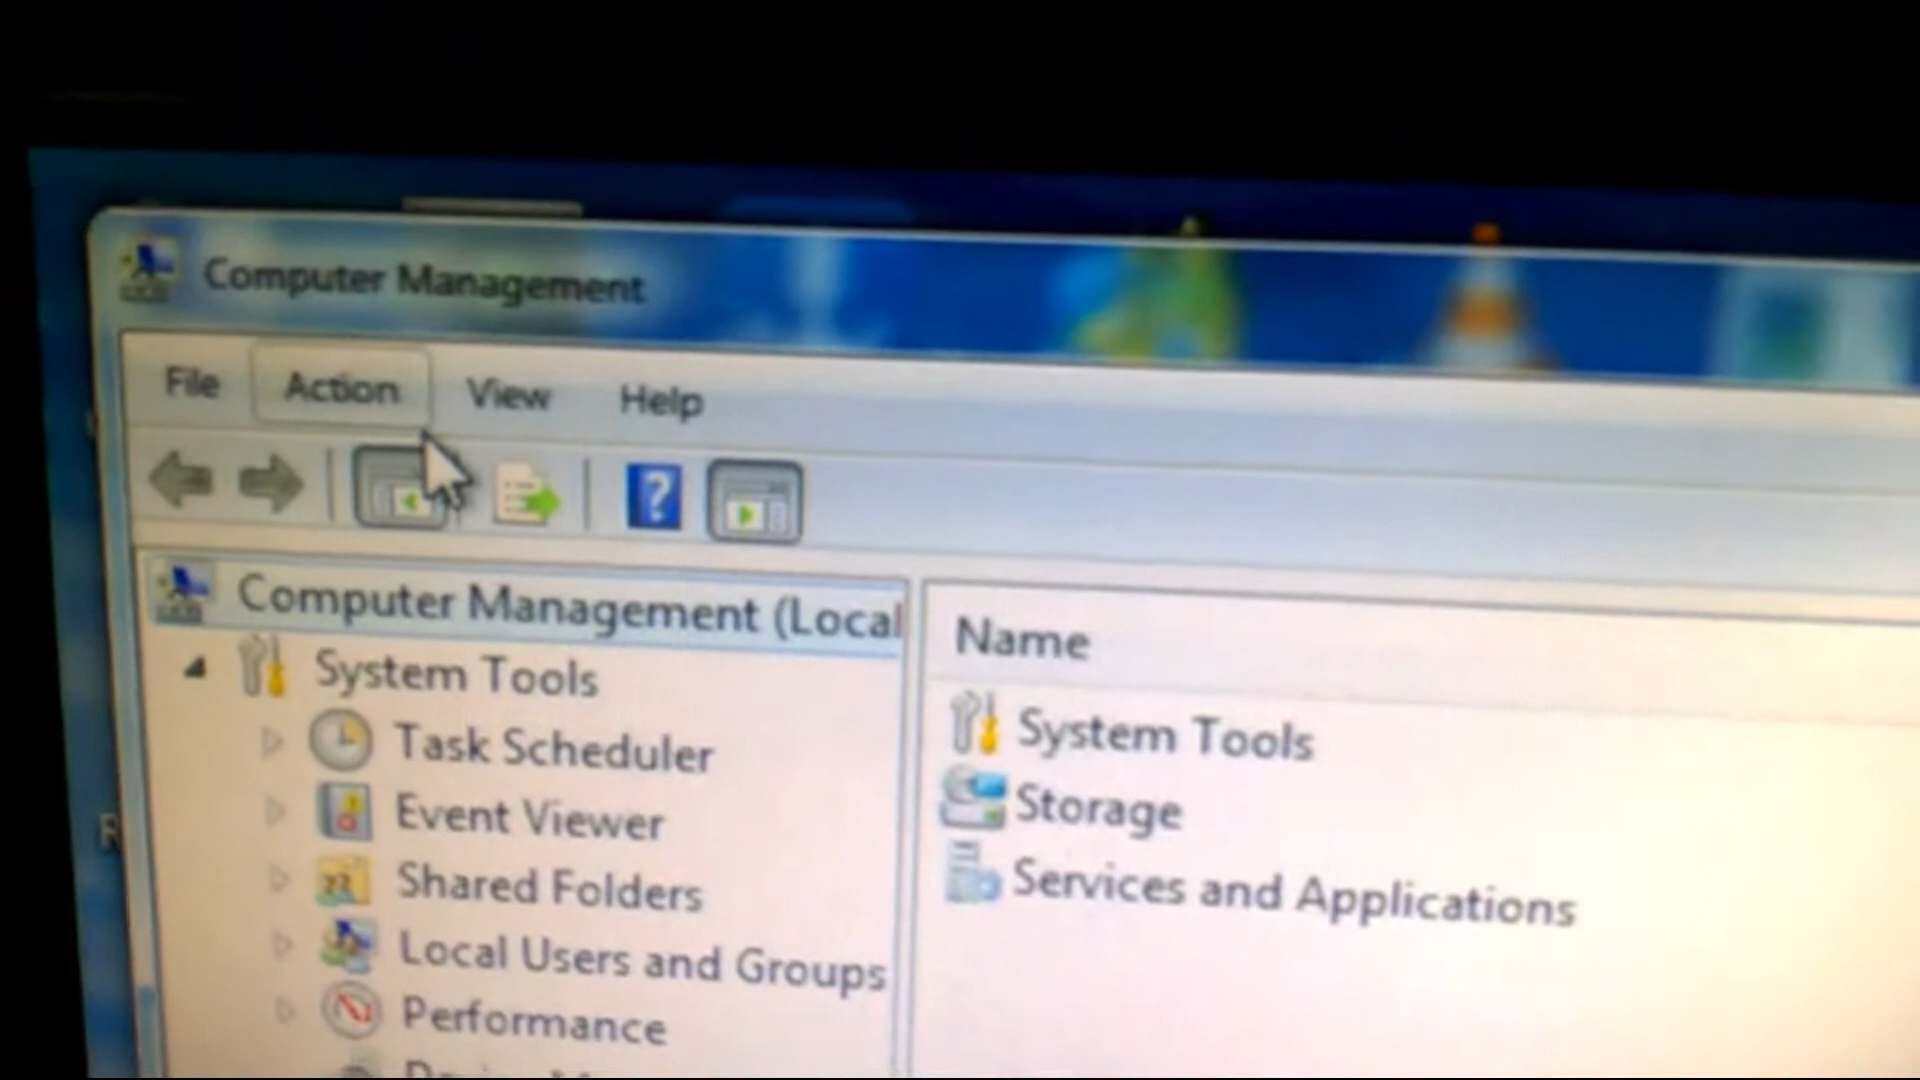 Computer Management
File Action View Help
Computer Management (Local
System Tools
Task Scheduler
Event Viewer
Shared Folders
Local Users and Groups
Performance
Name
System Tools
Storage
Services and Applications